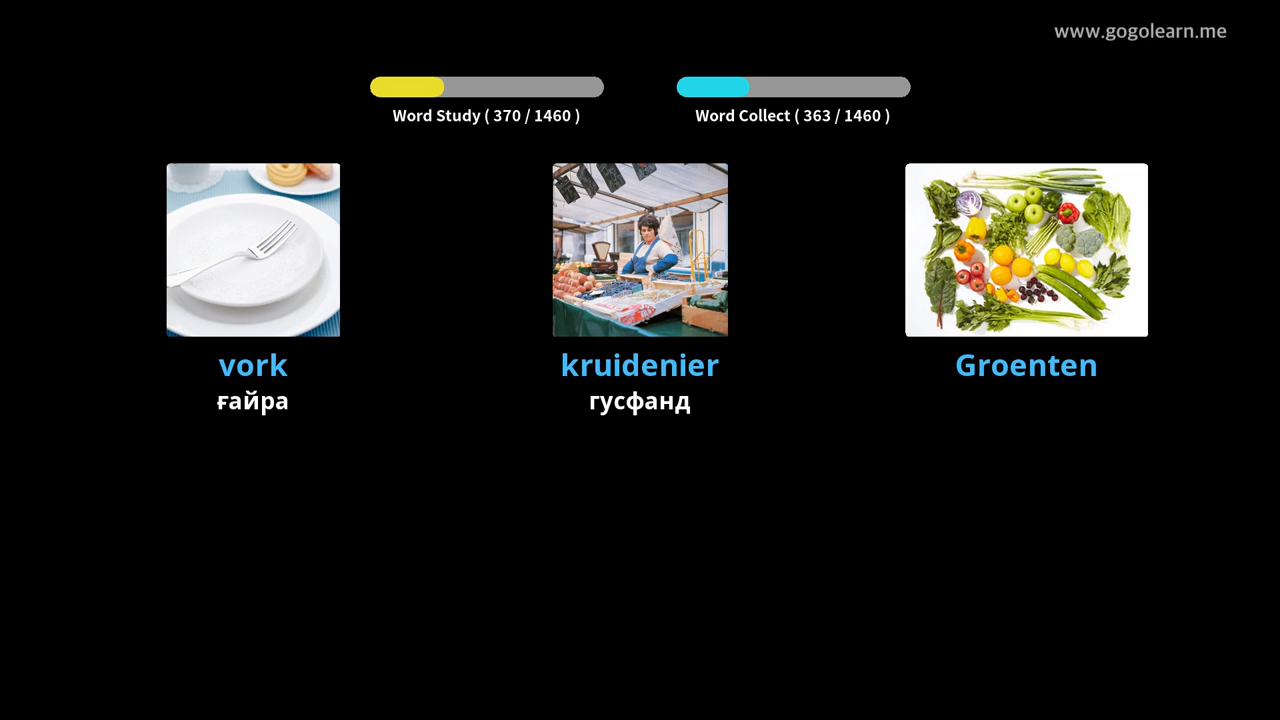 www.gogolearn.me
Word Study ( 370 / 1460 )
Word Collect ( 363 / 1460 )
vork
ғайра
kruidenier
гусфанд
Groenten